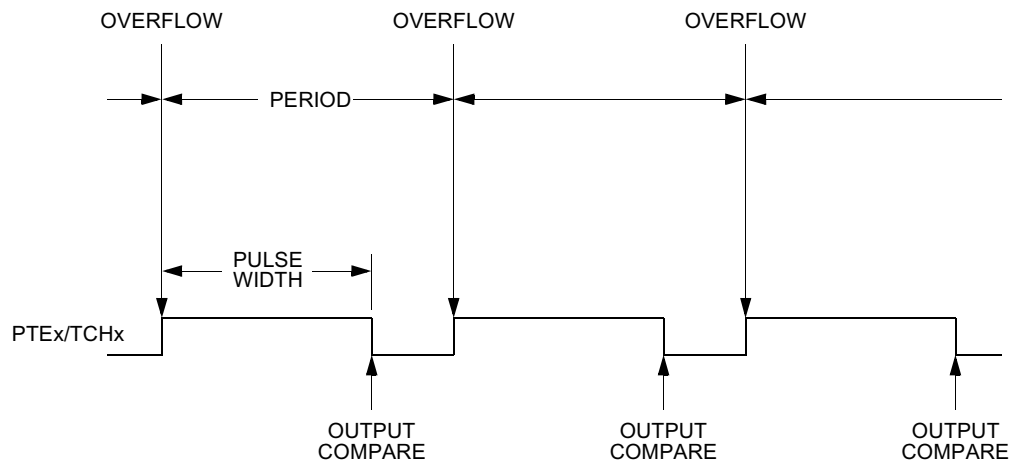 OVERFLOW OVERFLOW OVERFLOW
PERIOD
PULSE
WIDTH
PTEx/TCHx
OUTPUT
COMPARE
OUTPUT
COMPARE
OUTPUT
COMPARE